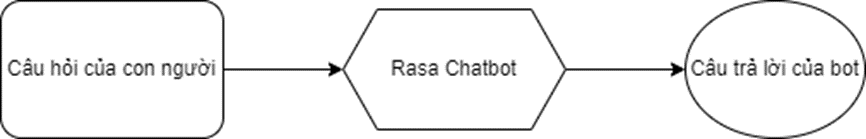 Câu hỏi của con người
Rasa Chatbot
Câu trả lời của bot